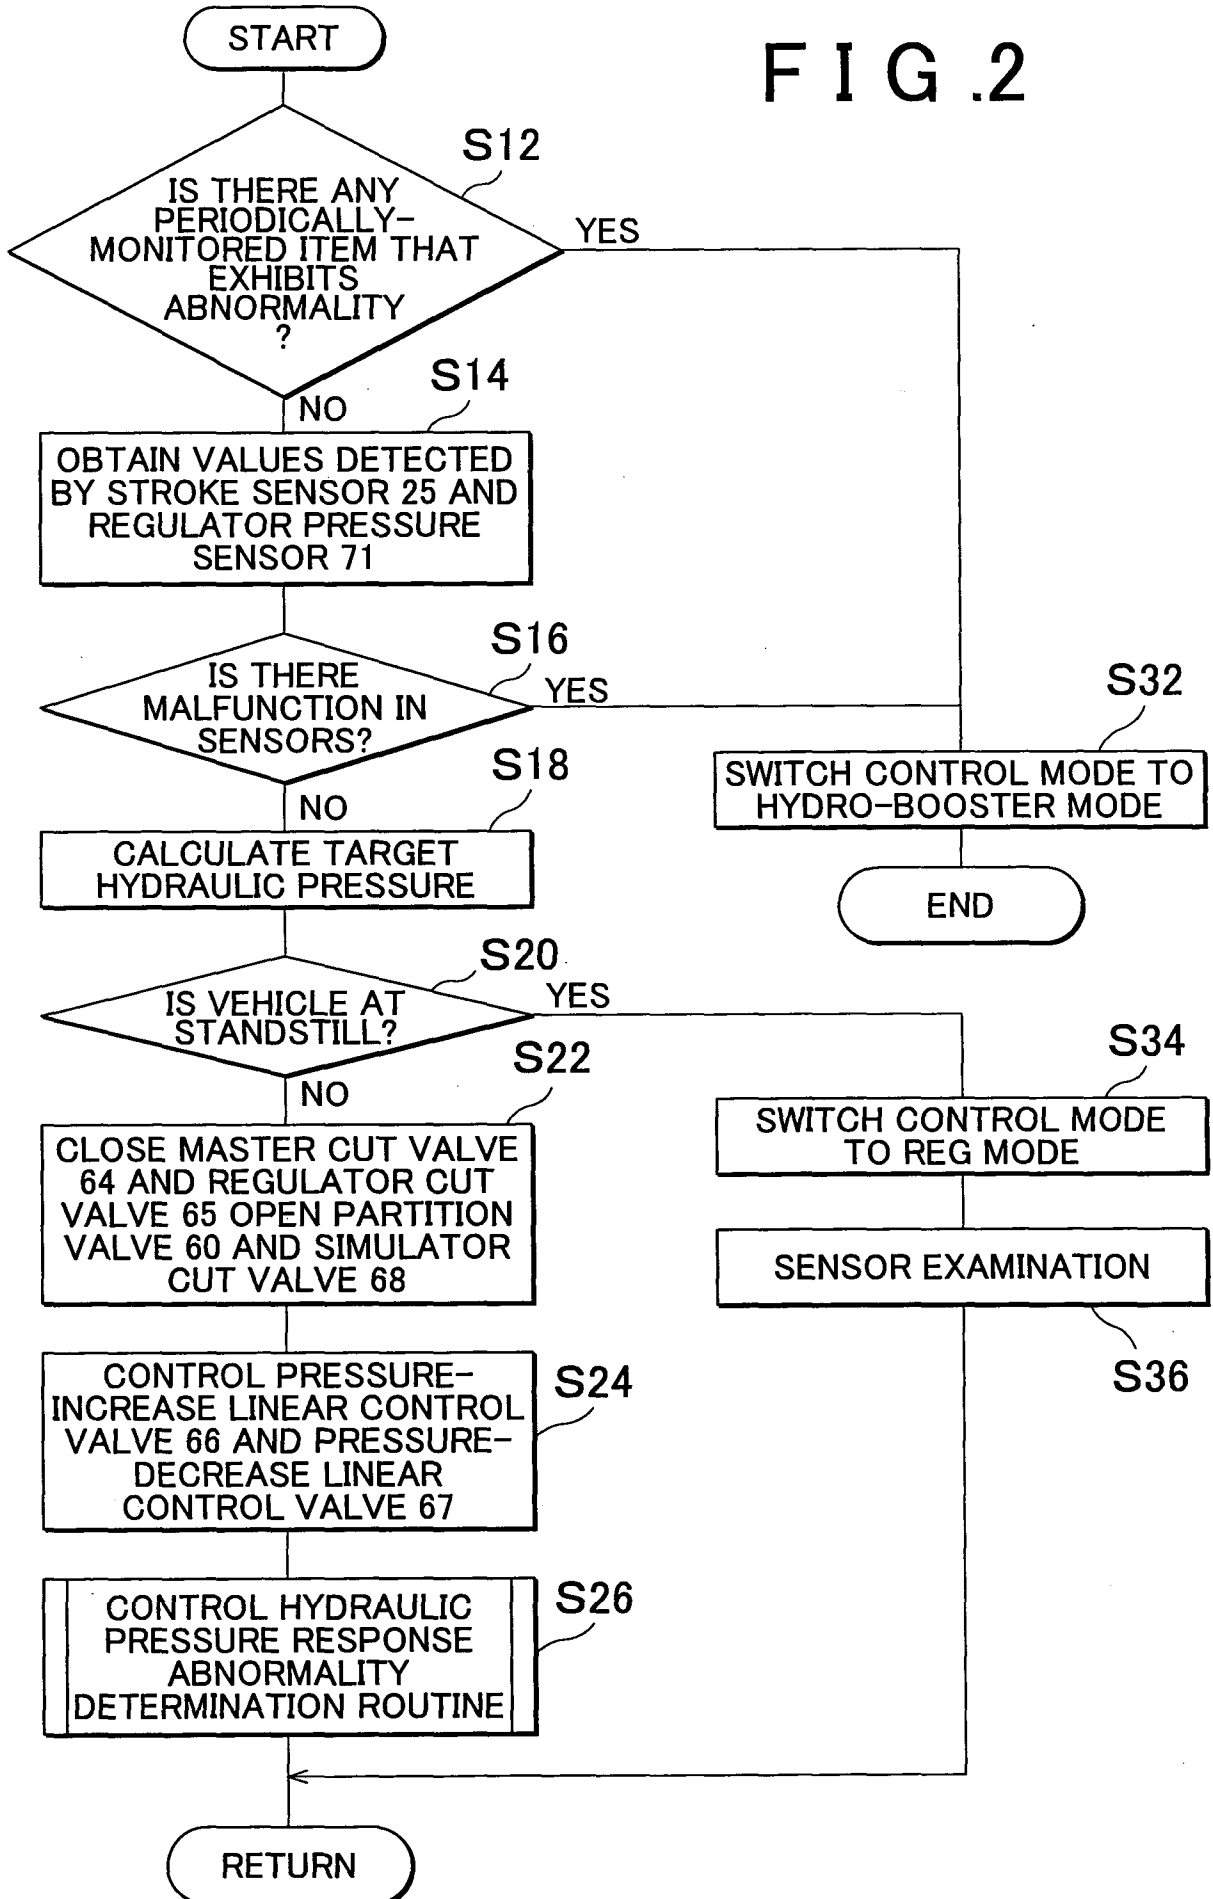 START
FIG.2
S12
IS THERE ANY
PERIODICALLY-
MONITORED ITEM THAT
EXHIBITS
ABNORMALITY
?
YES
NO
S14
OBTAIN VALUES DETECTED
BY STROKE SENSOR 25 AND
REGULATOR PRESSURE
SENSOR 71
S16
IS THERE
MALFUNCTION IN
SENSORS?
YES
NO
S32
SWITCH CONTROL MODE TO
HYDRO-BOOSTER MODE
END
S18
CALCULATE TARGET
HYDRAULIC PRESSURE
S20
IS VEHICLE AT
STANDSTILL?
YES
NO
S34
SWITCH CONTROL MODE
TO REG MODE
SENSOR EXAMINATION
S36
S22
CLOSE MASTER CUT VALVE
64 AND REGULATOR CUT
VALVE 65 OPEN PARTITION
VALVE 60 AND SIMULATOR
CUT VALVE 68
S24
CONTROL PRESSURE-
INCREASE LINEAR CONTROL
VALVE 66 AND PRESSURE-
DECREASE LINEAR
CONTROL VALVE 67
S26
CONTROL HYDRAULIC
PRESSURE RESPONSE
ABNORMALITY
DETERMINATION ROUTINE
RETURN